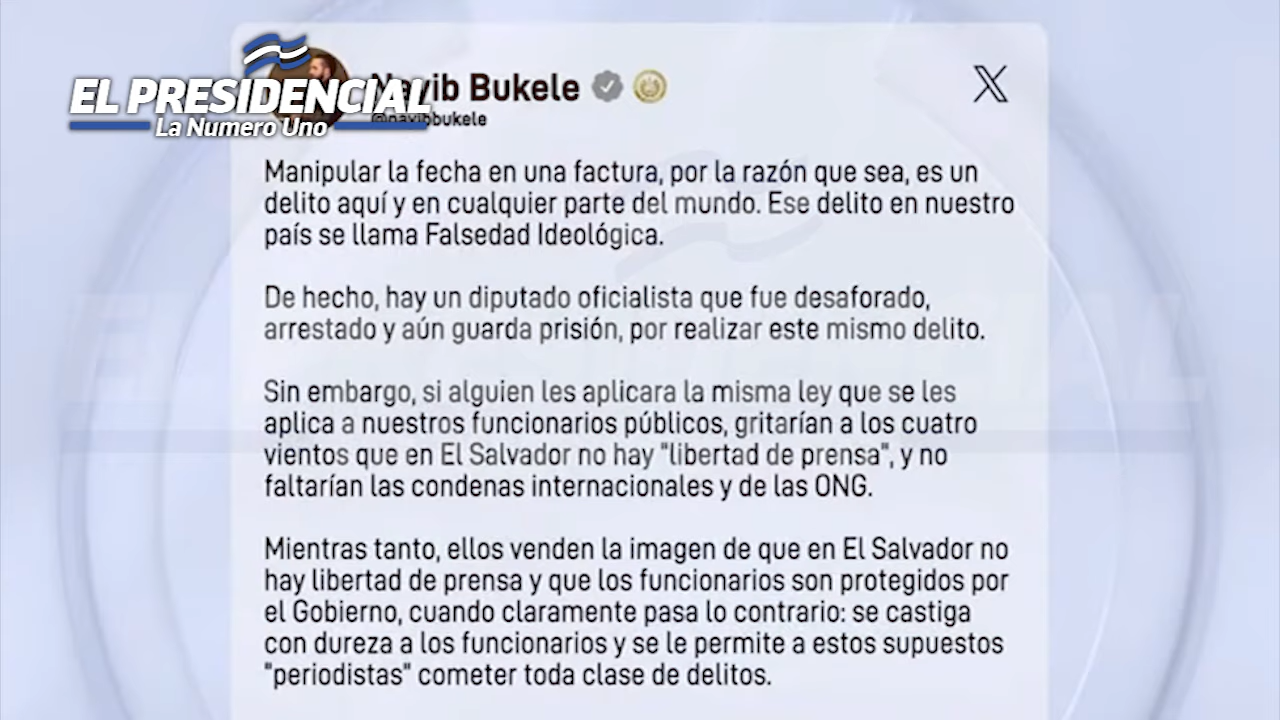 EL PRESIDENCIAL
La Numero Uno
Bukele
Manipular la fecha en una factura, por la razón que sea, es un
delito aquí y en cualquier parte del mundo. Ese delito en nuestro
país se llama Falsedad Ideológica.
De hecho, hay un diputado oficialista que fue desaforado,
arrestado y aún guarda prisión, por realizar este mismo delito.
Sin embargo, si alguien les aplicara la misma ley que se les
aplica a nuestros funcionarios públicos, gritarían a los cuatro
vientos que en El Salvador no hay "libertad de prensa", y no
faltarían las condenas internacionales y de las ONG.
Mientras tanto, ellos venden la imagen de que en El Salvador no
hay libertad de prensa y que los funcionarios son protegidos por
el Gobierno, cuando claramente pasa lo contrario: se castiga
con dureza a los funcionarios y se le permite a estos supuestos
"periodistas" cometer toda clase de delitos.